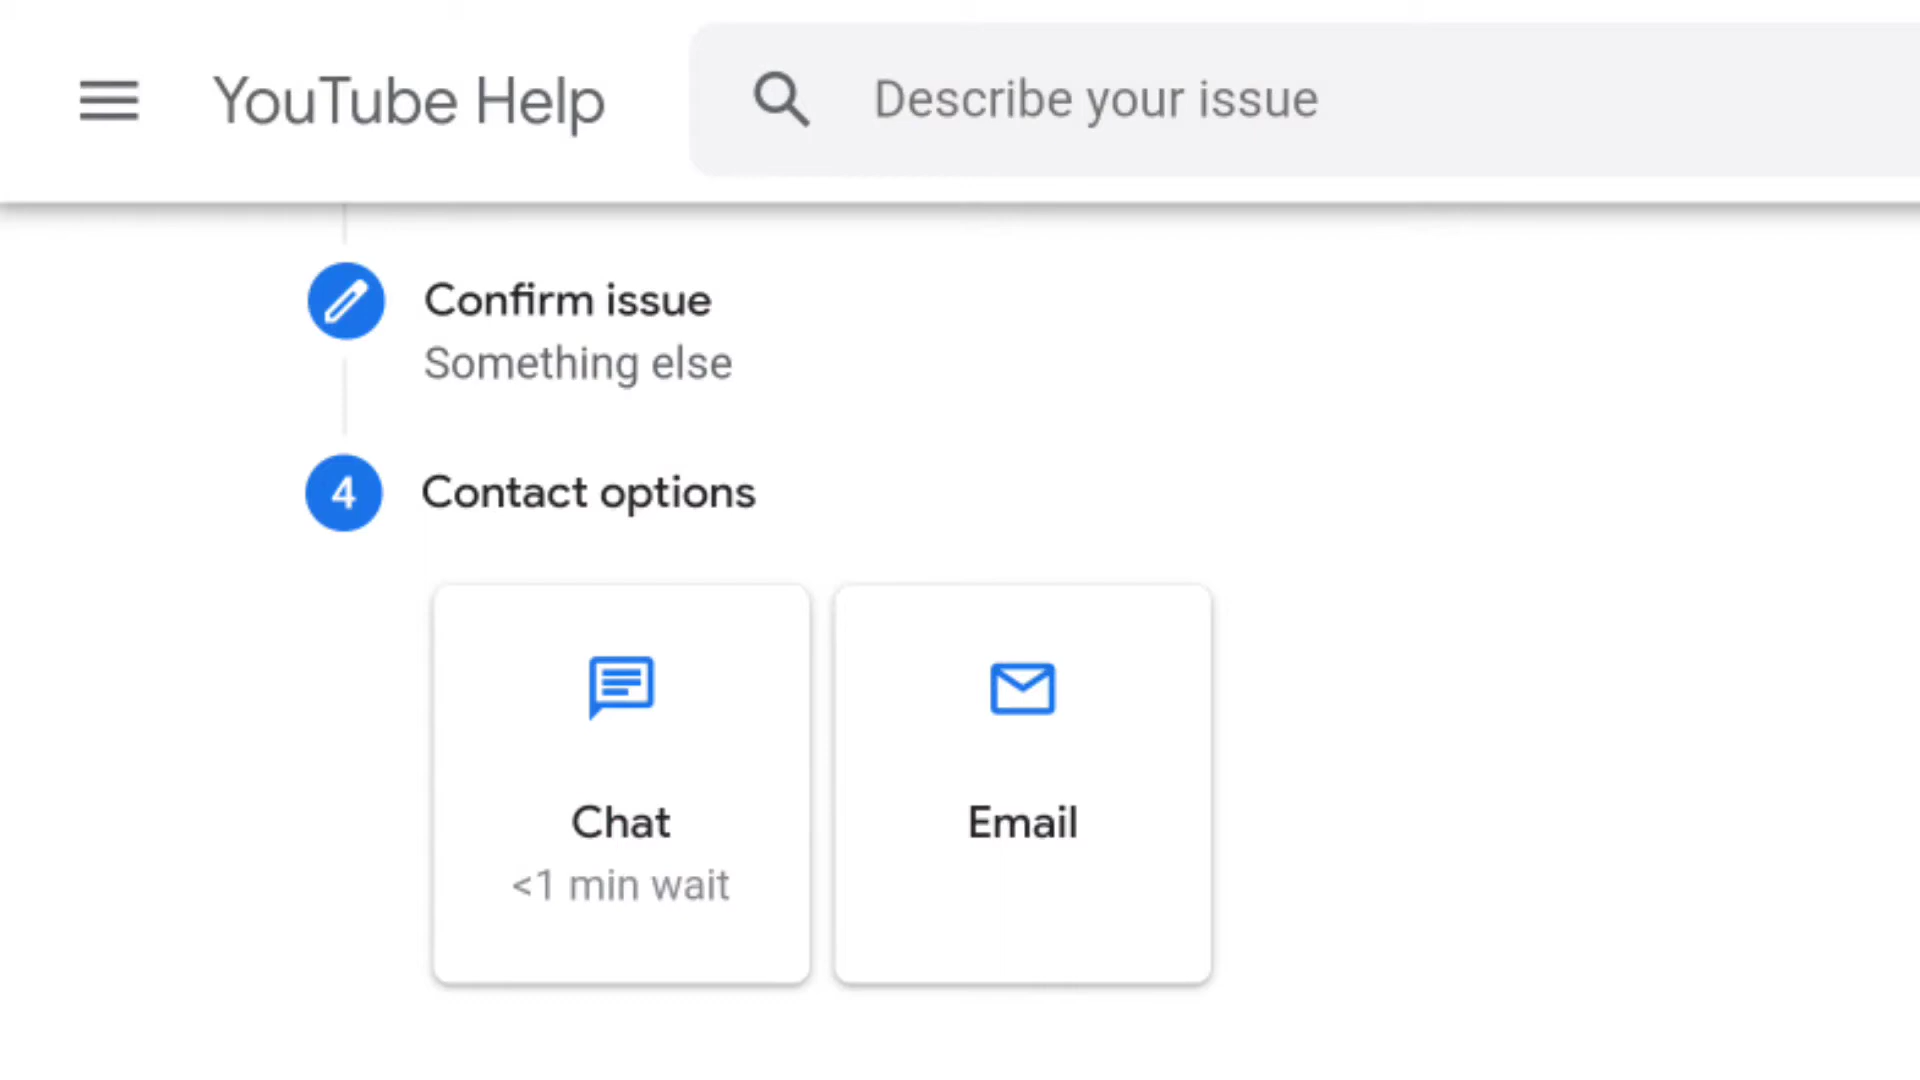 YouTube Help
Describe your issue
Confirm issue
Something else
4 Contact options
Chat
<1 min wait
Email